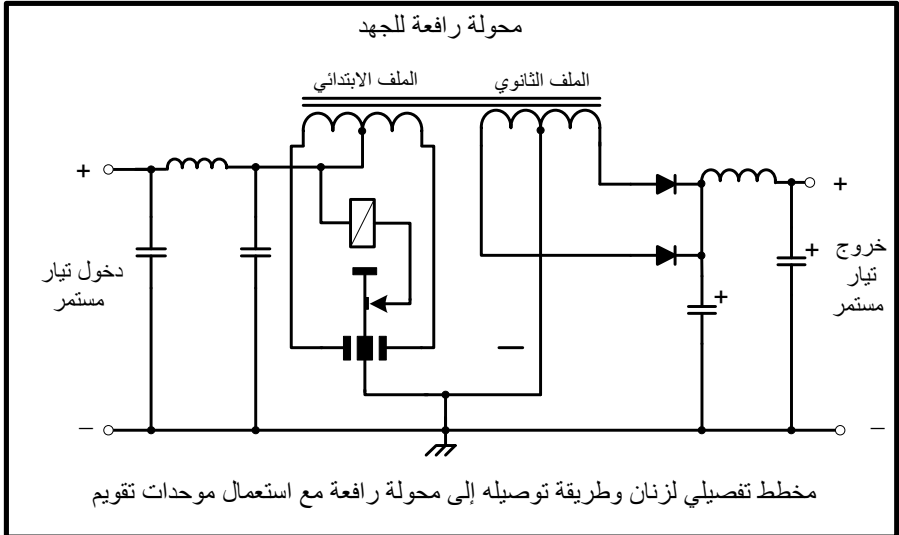 محولة رافعة للجهد
الملف الابتدائي
الملف الثانوي
+
+
+
+
دخول تيار
مستمر
خروج
تيار
مستمر
–
–
–
مخطط تفصيلي لزنان وطريقة توصيله إلى محولة رافعة مع استعمال موحدات تقويم